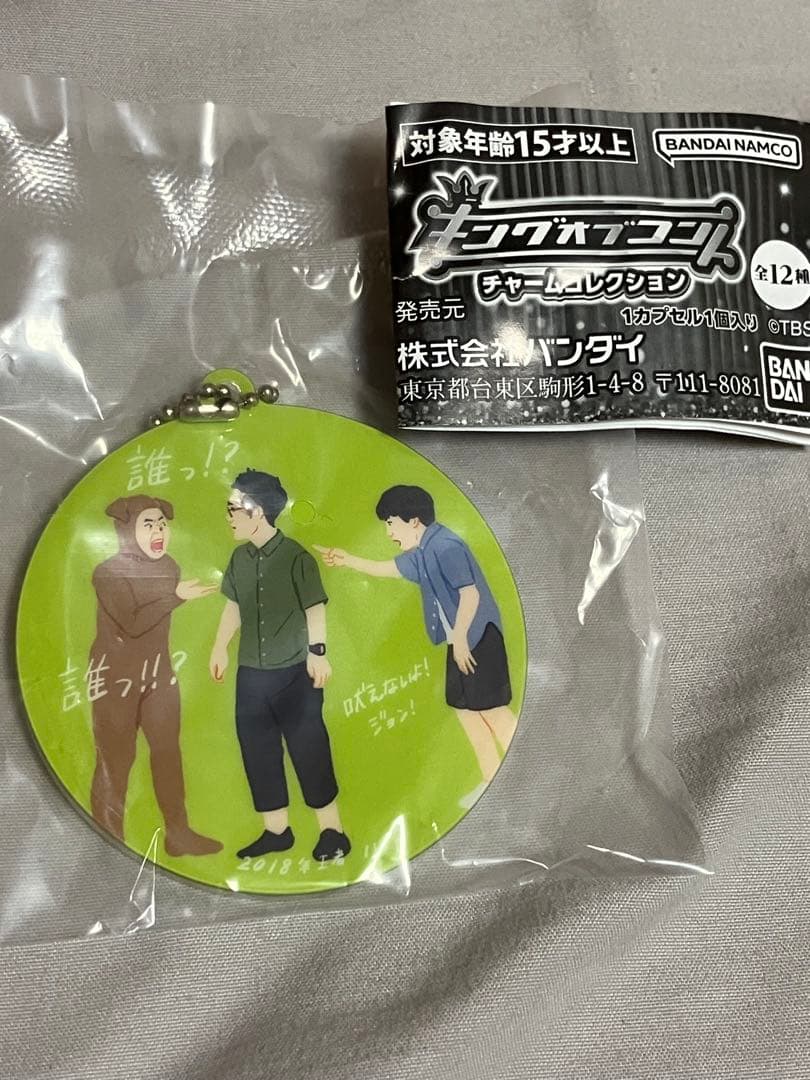 対象年齢15才以上
BANDAI NAMCO
キングオブコント
チャームコレクション
全12種
発売元
1カプセル1個入り ©TBS
株式会社バンダイ
東京都台東区駒形1-4-8 〒111-8081
BAN
DAI
誰っ!?
誰っ!!?
吠えないよ!
ジョン!
2018年王者